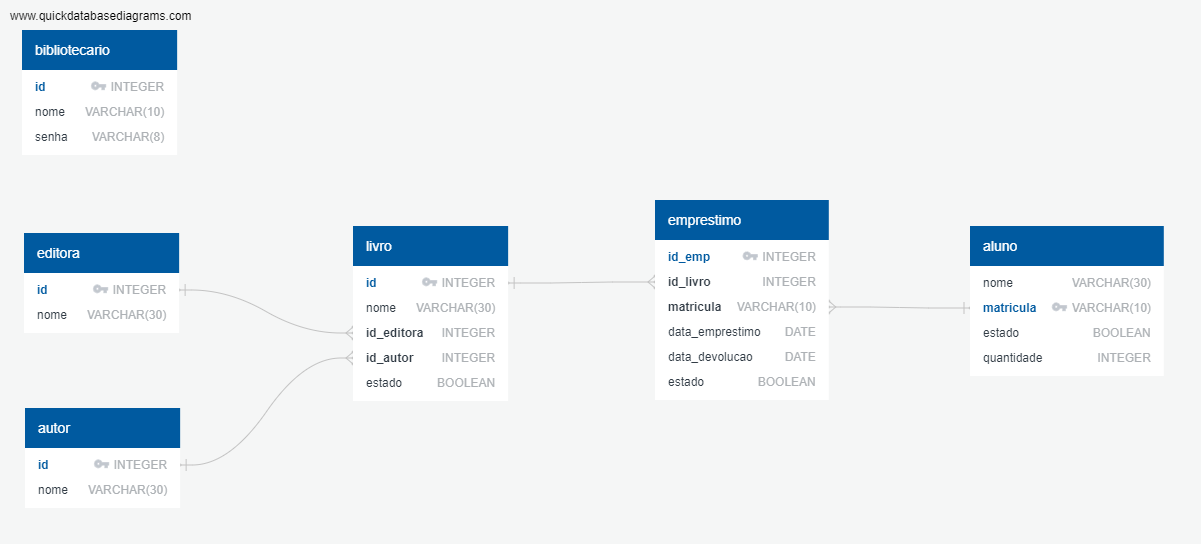 www.quickdatabasediagrams.com
bibliotecario
id INTEGER
nome VARCHAR(10)
senha VARCHAR(8)
editora
id INTEGER
nome VARCHAR(30)
autor
id INTEGER
nome VARCHAR(30)
livro
id INTEGER
nome VARCHAR(30)
id_editora INTEGER
id_autor INTEGER
estado BOOLEAN
emprestimo
id_emp INTEGER
id_livro INTEGER
matricula VARCHAR(10)
data_emprestimo DATE
data_devolucao DATE
estado BOOLEAN
aluno
nome VARCHAR(30)
matricula VARCHAR(10)
estado BOOLEAN
quantidade INTEGER